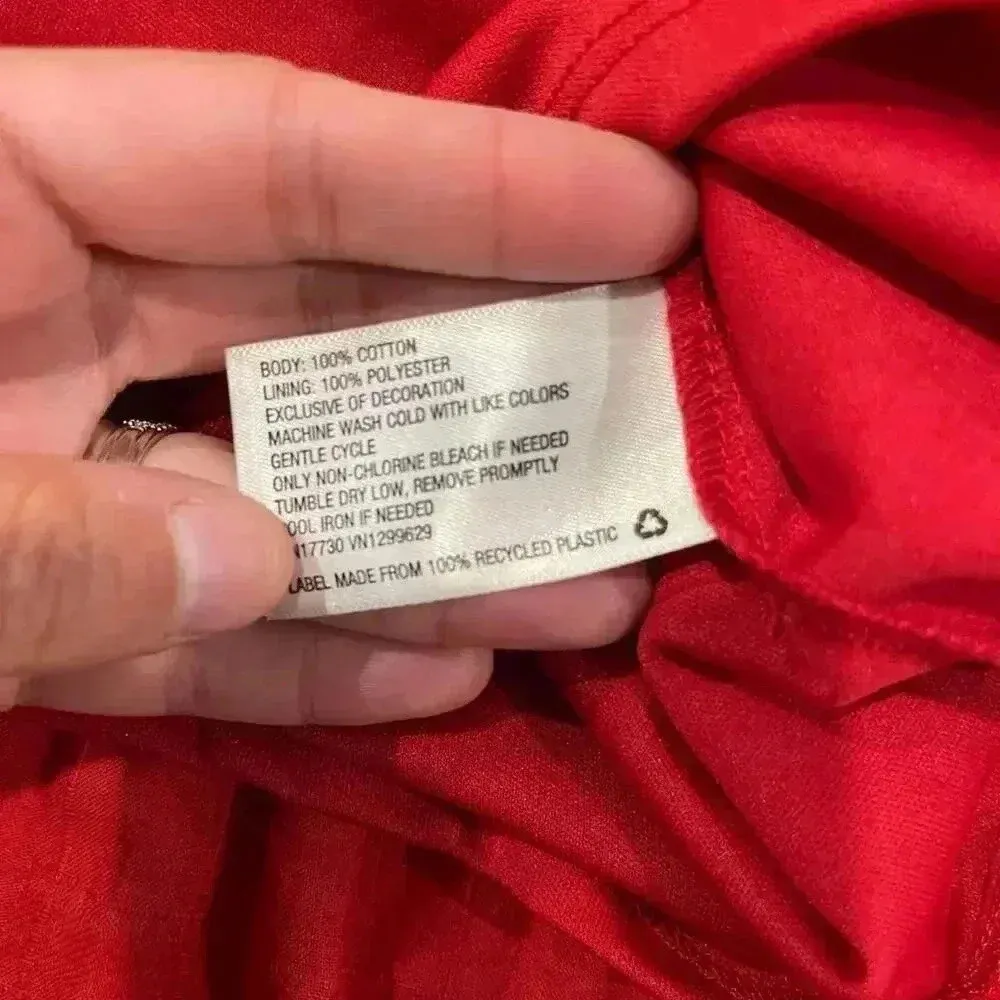 BODY: 100% COTTON
LINING: 100% POLYESTER
EXCLUSIVE OF DECORATION
MACHINE WASH COLD WITH LIKE COLORS
GENTLE CYCLE
ONLY NON-CHLORINE BLEACH IF NEEDED
TUMBLE DRY LOW, REMOVE PROMPTLY
OOL IRON IF NEEDED
N17730 VN1299629
LABEL MADE FROM 100% RECYCLED PLASTIC